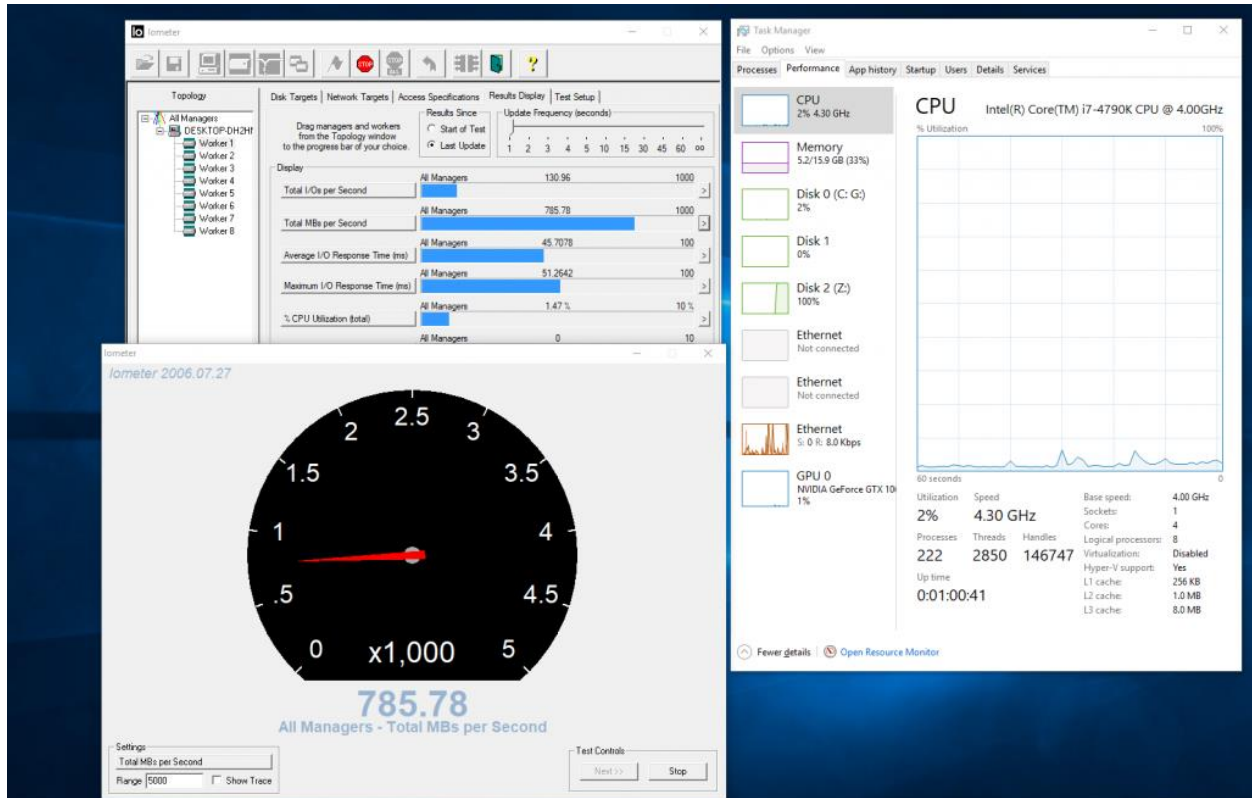 Io Iometer
Topology
All Managers
DESKTOP-DH2HF
Worker 1
Worker 2
Worker 3
Worker 4
Worker 5
Worker 6
Worker 7
Worker 8
Disk Targets Network Targets Access Specifications Results Display Test Setup
Drag managers and workers
from the Topology window
to the progress bar of your choice.
Results Since
Start of Test
Last Update
Update Frequency (seconds)
1 2 3 4 5 10 15 30 45 60 oo
Display
All Managers 130.96 1000
Total I/Os per Second >
All Managers 785.78 1000
Total MBs per Second >
All Managers 45.7078 100
Average I/O Response Time (ms) >
All Managers 51.2642 100
Maximum I/O Response Time (ms) >
All Managers 1.47 % 10 %
% CPU Utilization (total) >
All Managers 0 10
Iometer
Iometer 2006.07.27
0
.5
1
1.5
2
2.5
3
3.5
4
4.5
5
x1,000
785.78
All Managers - Total MBs per Second
Settings
Total MBs per Second
Range 5000 Show Trace
Test Controls
Next >> Stop
Task Manager
File Options View
Processes Performance App history Startup Users Details Services
CPU
2% 4.30 GHz
Memory
5.2/15.9 GB (33%)
Disk 0 (C: G:)
2%
Disk 1
0%
Disk 2 (Z:)
100%
Ethernet
Not connected
Ethernet
Not connected
Ethernet
S: 0 R: 8.0 Kbps
GPU 0
NVIDIA GeForce GTX 10
1%
CPU Intel(R) Core(TM) i7-4790K CPU @ 4.00GHz
% Utilization 100%
60 seconds 0
Utilization Speed
2% 4.30 GHz
Processes Threads Handles
222 2850 146747
Up time
0:01:00:41
Base speed: 4.00 GHz
Sockets: 1
Cores: 4
Logical processors: 8
Virtualization: Disabled
Hyper-V support: Yes
L1 cache: 256 KB
L2 cache: 1.0 MB
L3 cache: 8.0 MB
Fewer details Open Resource Monitor